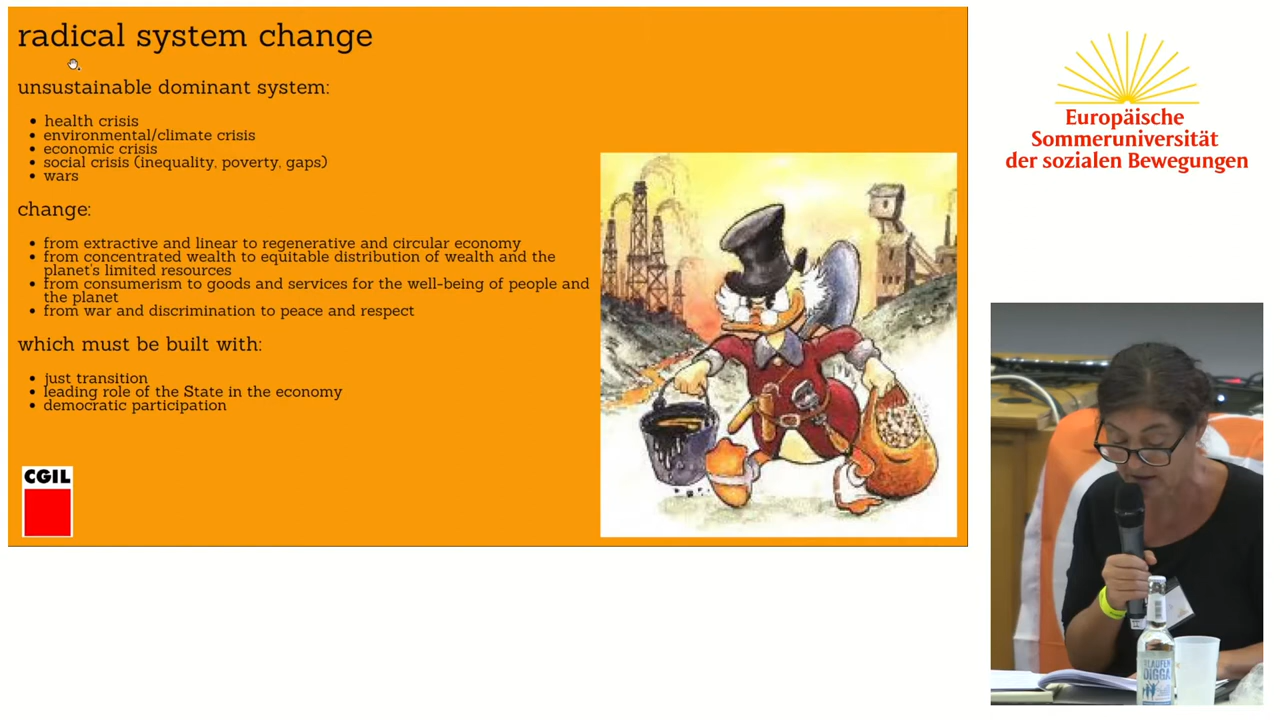 radical system change
unsustainable dominant system:
health crisis
environmental/climate crisis
economic crisis
social crisis (inequality, poverty, gaps)
wars
change:
from extractive and linear to regenerative and circular economy
from concentrated wealth to equitable distribution of wealth and the
planet's limited resources
from consumerism to goods and services for the well-being of people and
the planet
from war and discrimination to peace and respect
which must be built with:
just transition
leading role of the State in the economy
democratic participation
CGIL
Europäische
Sommeruniversität
der sozialen Bewegungen
DIGGA